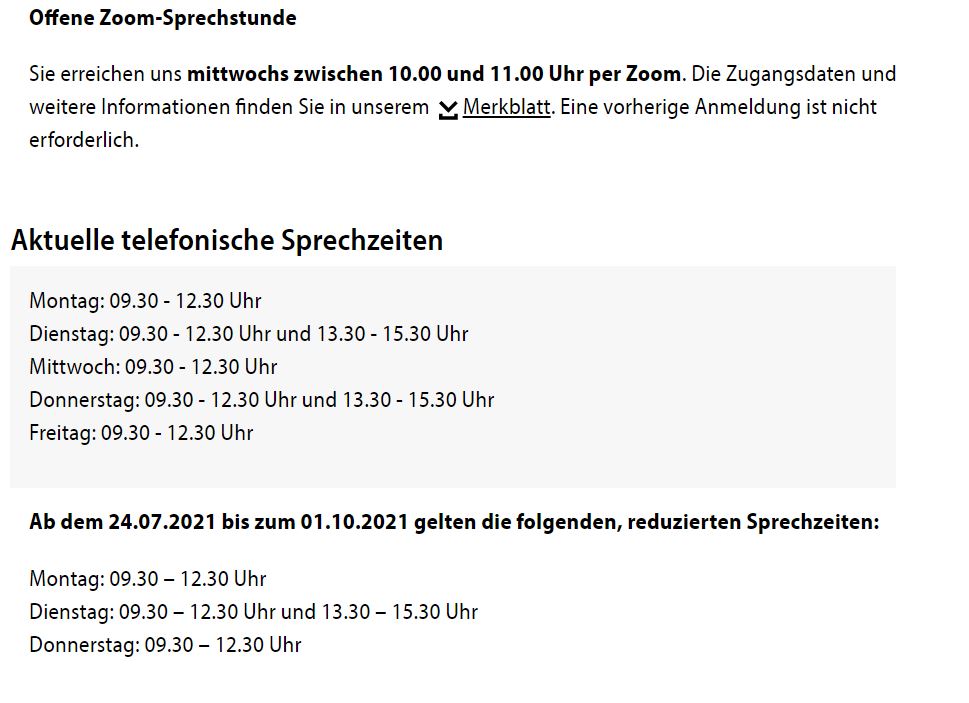 Offene Zoom-Sprechstunde
Sie erreichen uns mittwochs zwischen 10.00 und 11.00 Uhr per Zoom. Die Zugangsdaten und
weitere Informationen finden Sie in unserem Merkblatt. Eine vorherige Anmeldung ist nicht
erforderlich.
Aktuelle telefonische Sprechzeiten
Montag: 09.30 - 12.30 Uhr
Dienstag: 09.30 - 12.30 Uhr und 13.30 - 15.30 Uhr
Mittwoch: 09.30 - 12.30 Uhr
Donnerstag: 09.30 - 12.30 Uhr und 13.30 - 15.30 Uhr
Freitag: 09.30 - 12.30 Uhr
Ab dem 24.07.2021 bis zum 01.10.2021 gelten die folgenden, reduzierten Sprechzeiten:
Montag: 09.30 – 12.30 Uhr
Dienstag: 09.30 – 12.30 Uhr und 13.30 – 15.30 Uhr
Donnerstag: 09.30 – 12.30 Uhr